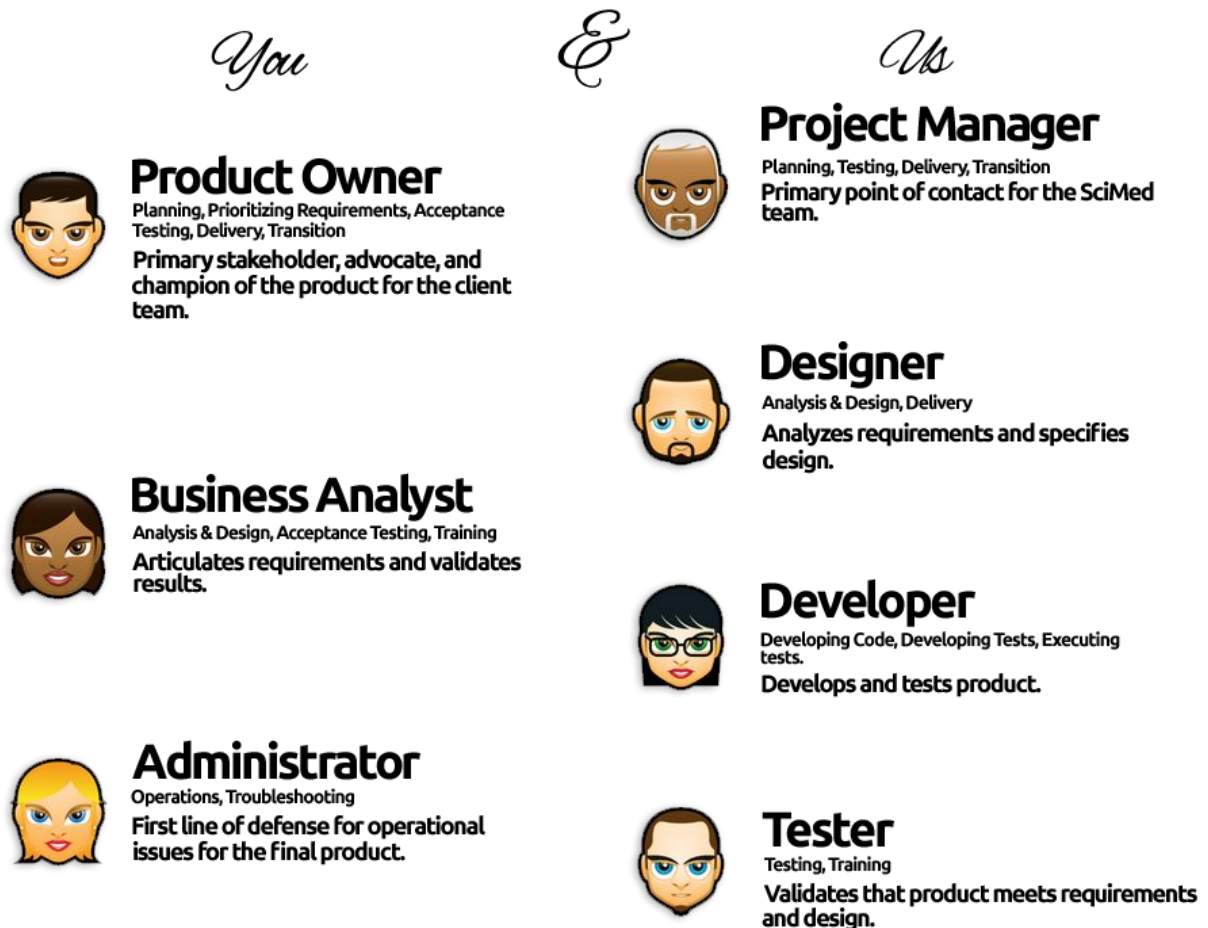 You & Us
Product Owner
Planning, Prioritizing Requirements, Acceptance
Testing, Delivery, Transition
Primary stakeholder, advocate, and
champion of the product for the client
team.
Business Analyst
Analysis & Design, Acceptance Testing, Training
Articulates requirements and validates
results.
Administrator
Operations, Troubleshooting
First line of defense for operational
issues for the final product.
Project Manager
Planning, Testing, Delivery, Transition
Primary point of contact for the SciMed
team.
Designer
Analysis & Design, Delivery
Analyzes requirements and specifies
design.
Developer
Developing Code, Developing Tests, Executing
tests.
Develops and tests product.
Tester
Testing, Training
Validates that product meets requirements
and design.